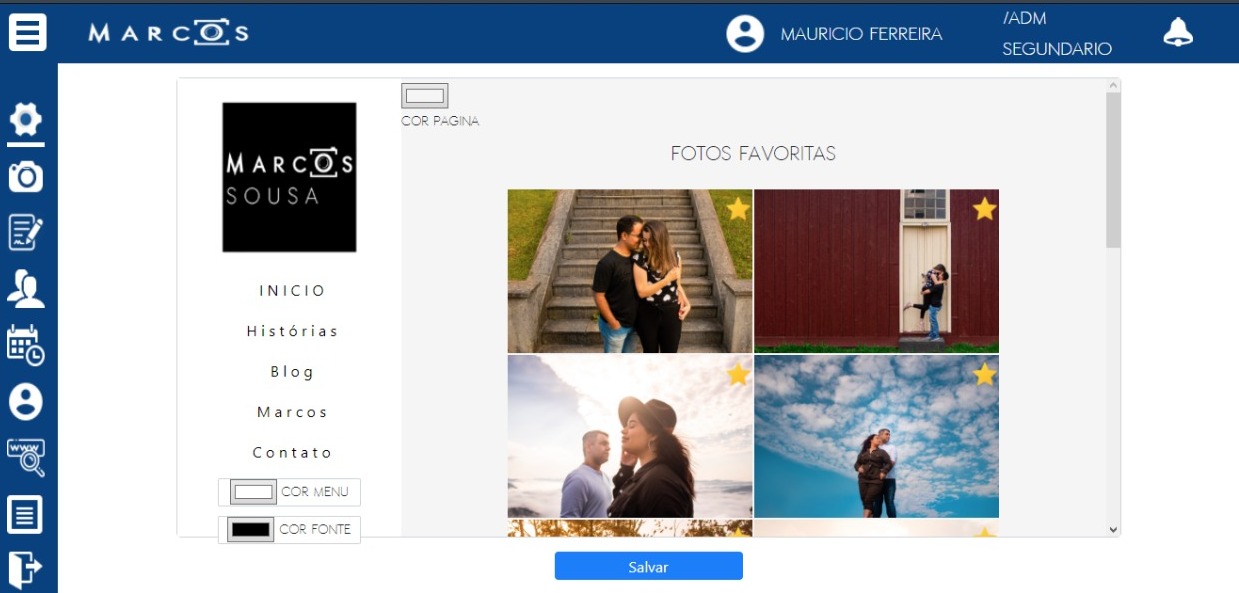 MARCOS
MAURICIO FERREIRA
/ADM
SEGUNDARIO
MARCOS
SOUSA
INICIO
Histórias
Blog
Marcos
Contato
COR MENU
COR FONTE
COR PAGINA
FOTOS FAVORITAS
www
Salvar